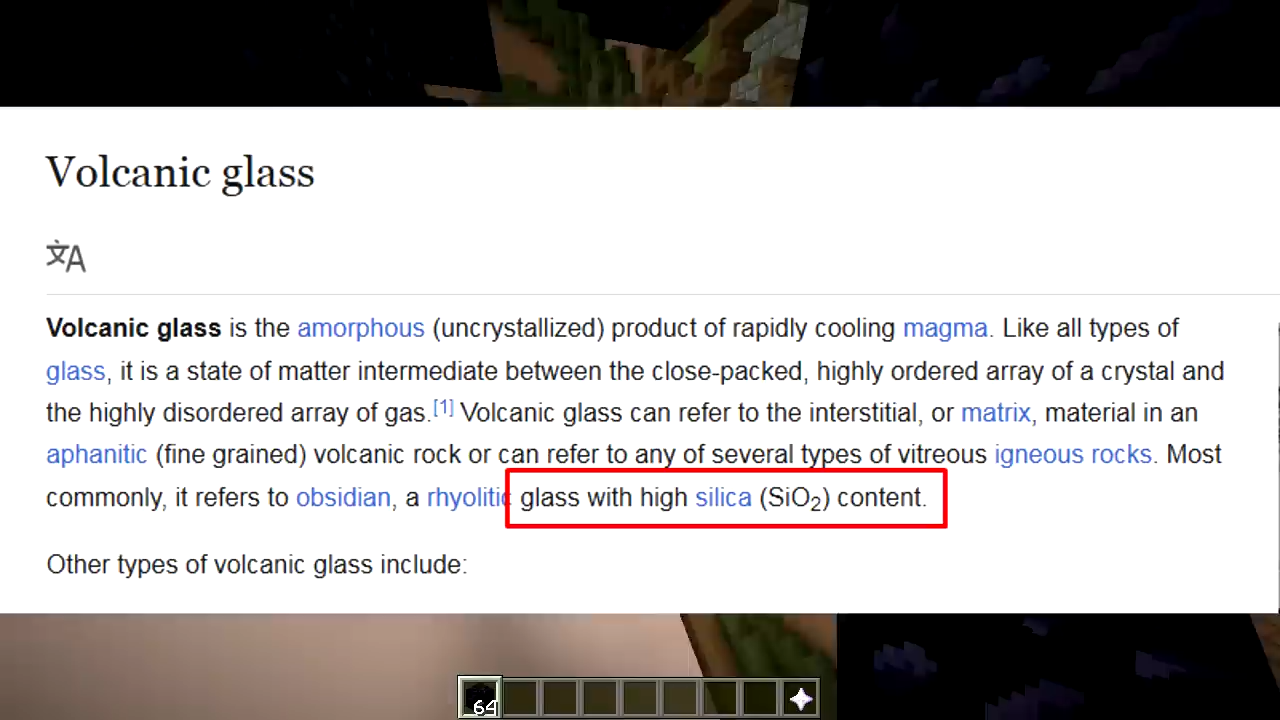 Volcanic glass
文A
Volcanic glass is the amorphous (uncrystallized) product of rapidly cooling magma. Like all types of
glass, it is a state of matter intermediate between the close-packed, highly ordered array of a crystal and
the highly disordered array of gas.[1] Volcanic glass can refer to the interstitial, or matrix, material in an
aphanitic (fine grained) volcanic rock or can refer to any of several types of vitreous igneous rocks. Most
commonly, it refers to obsidian, a rhyolitic glass with high silica (SiO₂) content.
Other types of volcanic glass include:
64